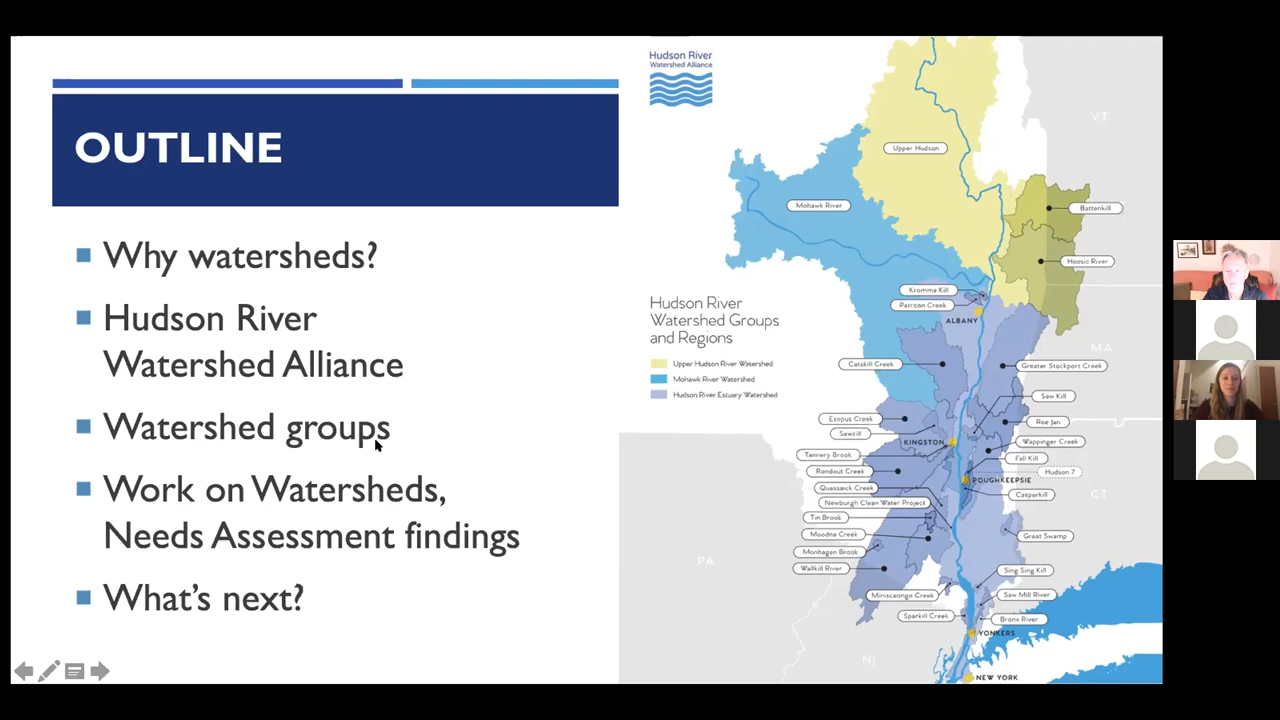 OUTLINE
Why watersheds?
Hudson River
Watershed Alliance
Watershed groups
Work on Watersheds,
Needs Assessment findings
What's next?
Hudson River
Watershed Alliance
Hudson River
Watershed Groups
and Regions
Upper Hudson River Watershed
Mohawk River Watershed
Hudson River Estuary Watershed
VT
Upper Hudson
Mohawk River
Battenkill
Hoosic River
Kromma Kill
Patroon Creek
ALBANY
MA
Catskill Creek
Greater Stockport Creek
Saw Kill
Esopus Creek
Roe Jan
Sawkill
KINGSTON
Wappinger Creek
Tannery Brook
Fall Kill
Rondout Creek
Hudson 7
POUGHKEEPSIE
Quassaick Creek
Casperkill
CT
Newburgh Clean Water Project
Tin Brook
Moodna Creek
Great Swamp
Monhagen Brook
PA
Wallkill River
Sing Sing Kill
Minisceongo Creek
Saw Mill River
Sparkill Creek
Bronx River
YONKERS
NJ
NEW YORK